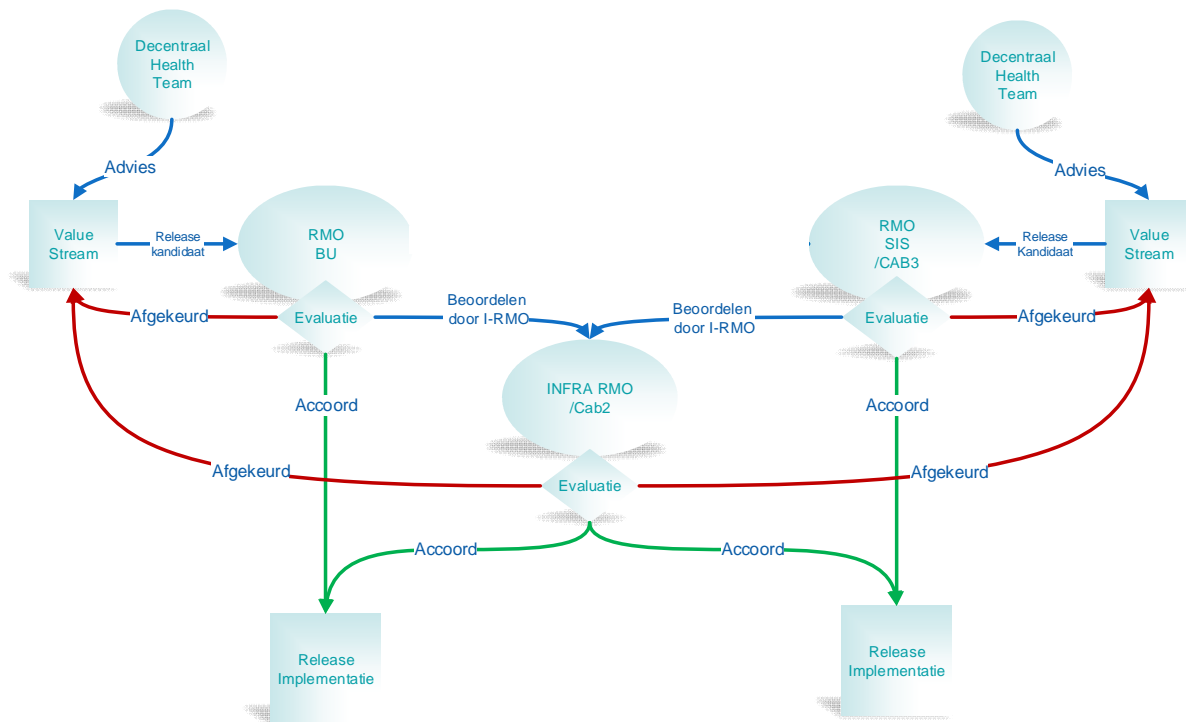 Decentraal
Health
Team
Decentraal
Health
Team
Advies
Advies
Value
Stream
Release
kandidaat
RMO
BU
RMO
SIS
/CAB3
Release
Kandidaat
Value
Stream
Afgekeurd
Evaluatie
Beoordelen
door I-RMO
Beoordelen
door I-RMO
Evaluatie
Afgekeurd
INFRA RMO
/Cab2
Accoord
Accoord
Afgekeurd
Evaluatie
Afgekeurd
Accoord
Accoord
Release
Implementatie
Release
Implementatie